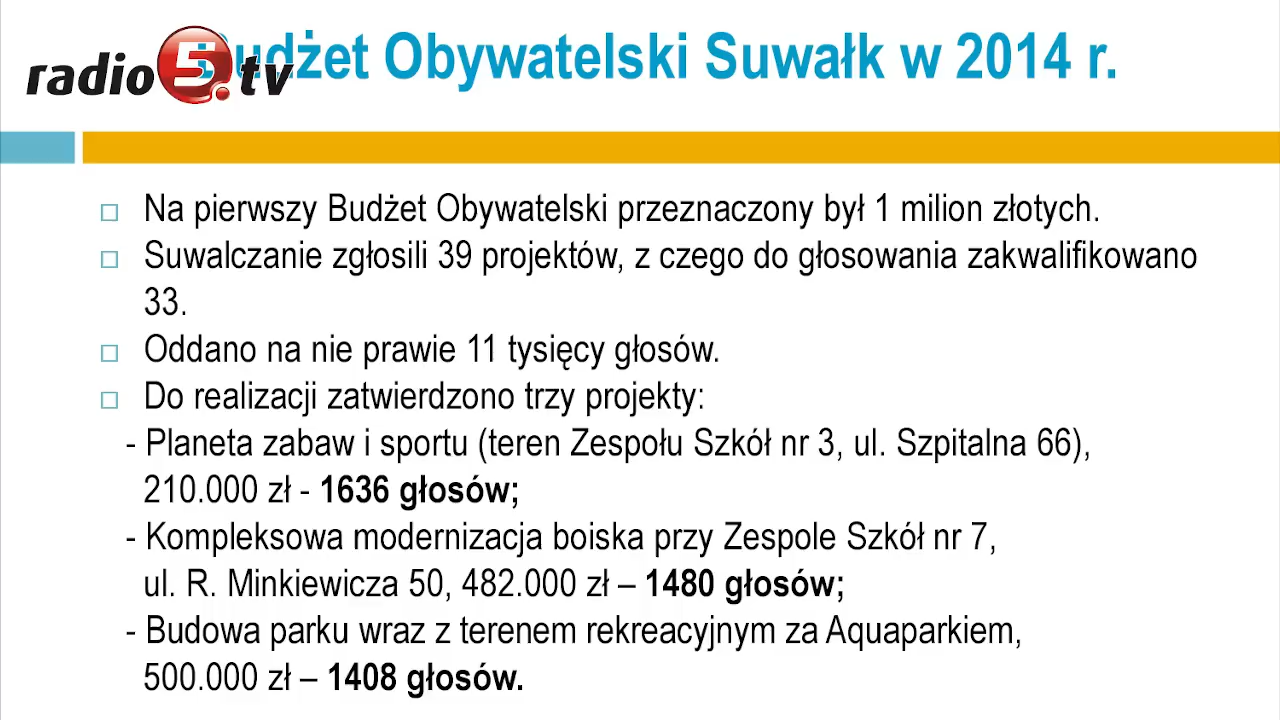 radio 5.tv
Budżet Obywatelski Suwałk w 2014 r.
Na pierwszy Budżet Obywatelski przeznaczony był 1 milion złotych.
Suwalczanie zgłosili 39 projektów, z czego do głosowania zakwalifikowano
33.
Oddano na nie prawie 11 tysięcy głosów.
Do realizacji zatwierdzono trzy projekty:
- Planeta zabaw i sportu (teren Zespołu Szkół nr 3, ul. Szpitalna 66),
210.000 zł - 1636 głosów;
- Kompleksowa modernizacja boiska przy Zespole Szkół nr 7,
ul. R. Minkiewicza 50, 482.000 zł – 1480 głosów;
- Budowa parku wraz z terenem rekreacyjnym za Aquaparkiem,
500.000 zł – 1408 głosów.